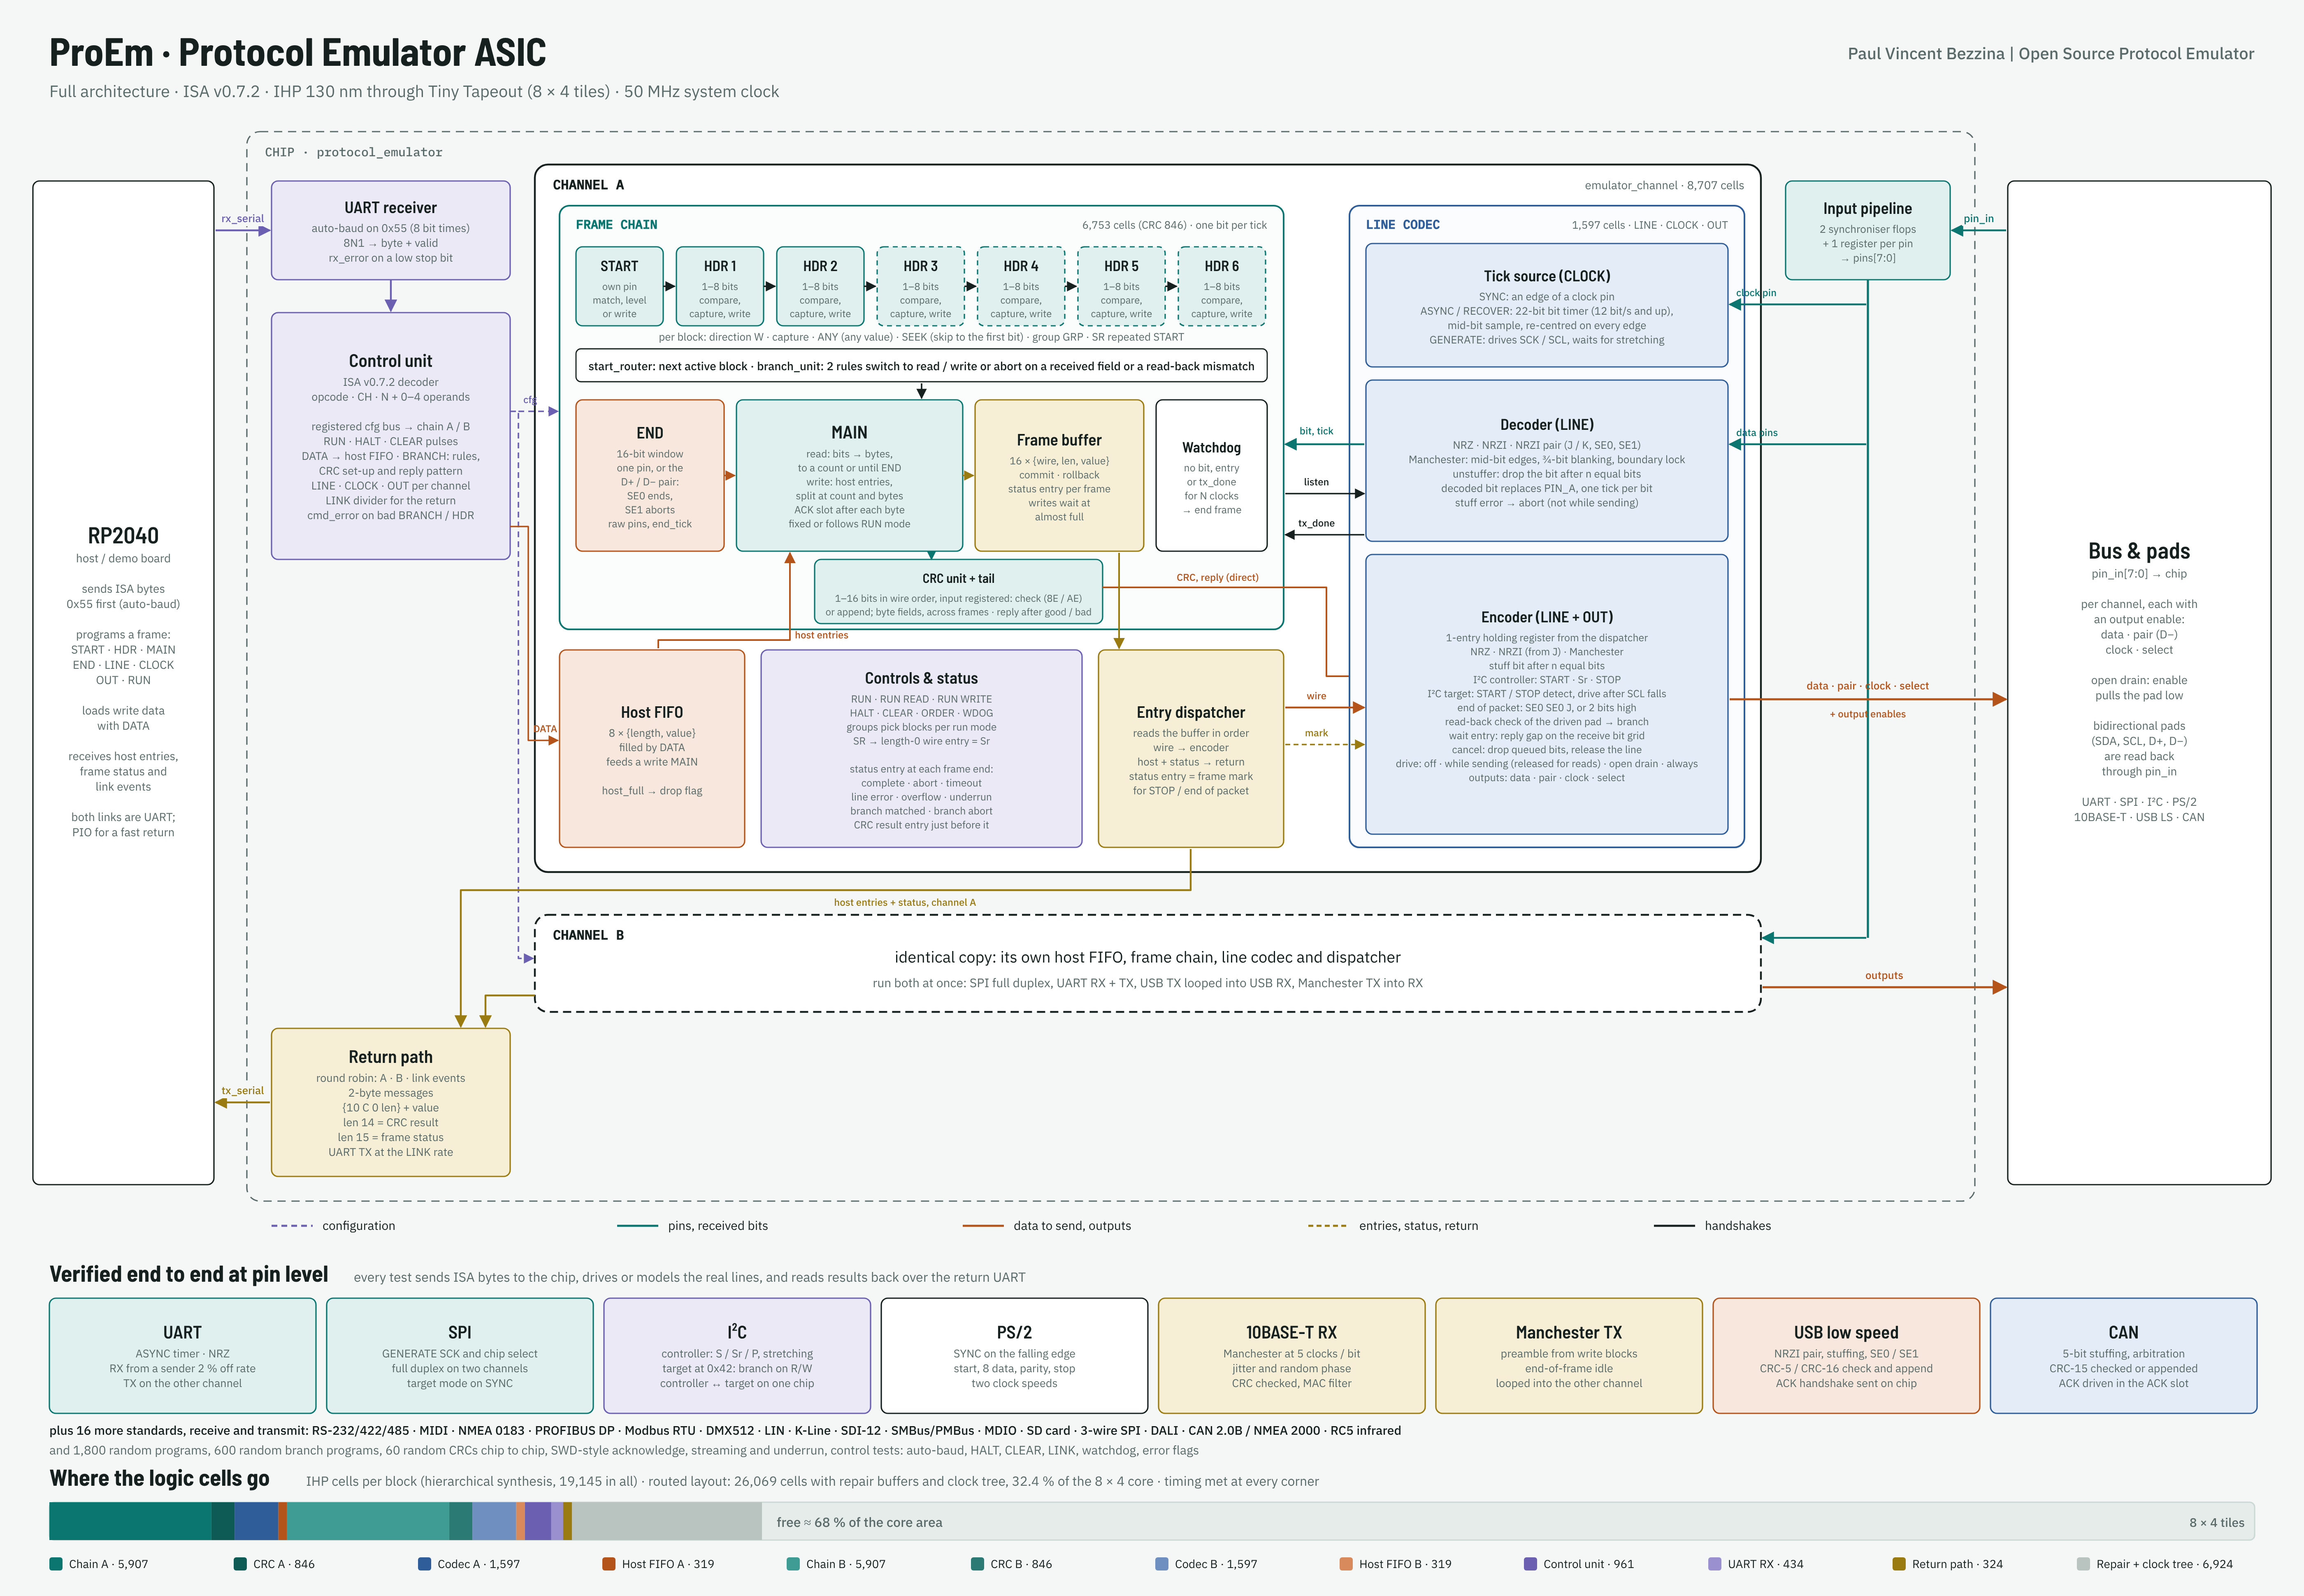 ProEm · Protocol Emulator ASIC
Paul Vincent Bezzina | Open Source Protocol Emulator
Full architecture · ISA v0.7.2 · IHP 130 nm through Tiny Tapeout (8 × 4 tiles) · 50 MHz system clock
CHIP · protocol_emulator
RP2040
host / demo board
sends ISA bytes
0x55 first (auto-baud)
programs a frame:
START · HDR · MAIN
END · LINE · CLOCK
OUT · RUN
loads write data
with DATA
receives host entries,
frame status and
link events
both links are UART;
PIO for a fast return
rx_serial
UART receiver
auto-baud on 0x55 (8 bit times)
8N1 → byte + valid
rx_error on a low stop bit
Control unit
ISA v0.7.2 decoder
opcode · CH · N + 0–4 operands
registered cfg bus → chain A / B
RUN · HALT · CLEAR pulses
DATA → host FIFO · BRANCH: rules,
CRC set-up and reply pattern
LINE · CLOCK · OUT per channel
LINK divider for the return
cmd_error on bad BRANCH / HDR
cfg
DATA
CHANNEL A
emulator_channel · 8,707 cells
FRAME CHAIN
6,753 cells (CRC 846) · one bit per tick
START
own pin
match, level
or write
HDR 1
1–8 bits
compare,
capture, write
HDR 2
1–8 bits
compare,
capture, write
HDR 3
1–8 bits
compare,
capture, write
HDR 4
1–8 bits
compare,
capture, write
HDR 5
1–8 bits
compare,
capture, write
HDR 6
1–8 bits
compare,
capture, write
per block: direction W · capture · ANY (any value) · SEEK (skip to the first bit) · group GRP · SR repeated START
start_router: next active block · branch_unit: 2 rules switch to read / write or abort on a received field or a read-back mismatch
END
16-bit window
one pin, or the
D+ / D− pair:
SE0 ends,
SE1 aborts
raw pins, end_tick
MAIN
read: bits → bytes,
to a count or until END
write: host entries,
split at count and bytes
ACK slot after each byte
fixed or follows RUN mode
Frame buffer
16 × {wire, len, value}
commit · rollback
status entry per frame
writes wait at
almost full
Watchdog
no bit, entry
or tx_done
for N clocks
→ end frame
CRC unit + tail
1–16 bits in wire order, input registered: check (8E / AE)
or append; byte fields, across frames · reply after good / bad
CRC, reply (direct)
host entries
Host FIFO
8 × {length, value}
filled by DATA
feeds a write MAIN
host_full → drop flag
Controls & status
RUN · RUN READ · RUN WRITE
HALT · CLEAR · ORDER · WDOG
groups pick blocks per run mode
SR → length-0 wire entry = Sr
status entry at each frame end:
complete · abort · timeout
line error · overflow · underrun
branch matched · branch abort
CRC result entry just before it
Entry dispatcher
reads the buffer in order
wire → encoder
host + status → return
status entry = frame mark
for STOP / end of packet
bit, tick
listen
tx_done
wire
mark
LINE CODEC
1,597 cells · LINE · CLOCK · OUT
Tick source (CLOCK)
SYNC: an edge of a clock pin
ASYNC / RECOVER: 22-bit bit timer (12 bit/s and up),
mid-bit sample, re-centred on every edge
GENERATE: drives SCK / SCL, waits for stretching
Decoder (LINE)
NRZ · NRZI · NRZI pair (J / K, SE0, SE1)
Manchester: mid-bit edges, ¾-bit blanking, boundary lock
unstuffer: drop the bit after n equal bits
decoded bit replaces PIN_A, one tick per bit
stuff error → abort (not while sending)
Encoder (LINE + OUT)
1-entry holding register from the dispatcher
NRZ · NRZI (from J) · Manchester
stuff bit after n equal bits
I²C controller: START · Sr · STOP
I²C target: START / STOP detect, drive after SCL falls
end of packet: SE0 SE0 J, or 2 bits high
read-back check of the driven pad → branch
wait entry: reply gap on the receive bit grid
cancel: drop queued bits, release the line
drive: off · while sending (released for reads) · open drain · always
outputs: data · pair · clock · select
clock pin
data pins
Input pipeline
2 synchroniser flops
+ 1 register per pin
→ pins[7:0]
pin_in
data · pair · clock · select
+ output enables
Bus & pads
pin_in[7:0] → chip
per channel, each with
an output enable:
data · pair (D−)
clock · select
open drain: enable
pulls the pad low
bidirectional pads
(SDA, SCL, D+, D−)
are read back
through pin_in
UART · SPI · I²C · PS/2
10BASE-T · USB LS · CAN
host entries + status, channel A
CHANNEL B
identical copy: its own host FIFO, frame chain, line codec and dispatcher
run both at once: SPI full duplex, UART RX + TX, USB TX looped into USB RX, Manchester TX into RX
outputs
tx_serial
Return path
round robin: A · B · link events
2-byte messages
{10 C 0 len} + value
len 14 = CRC result
len 15 = frame status
UART TX at the LINK rate
configuration
pins, received bits
data to send, outputs
entries, status, return
handshakes
Verified end to end at pin level
every test sends ISA bytes to the chip, drives or models the real lines, and reads results back over the return UART
UART
ASYNC timer · NRZ
RX from a sender 2 % off rate
TX on the other channel
SPI
GENERATE SCK and chip select
full duplex on two channels
target mode on SYNC
I²C
controller: S / Sr / P, stretching
target at 0x42: branch on R/W
controller ↔ target on one chip
PS/2
SYNC on the falling edge
start, 8 data, parity, stop
two clock speeds
10BASE-T RX
Manchester at 5 clocks / bit
jitter and random phase
CRC checked, MAC filter
Manchester TX
preamble from write blocks
end-of-frame idle
looped into the other channel
USB low speed
NRZI pair, stuffing, SE0 / SE1
CRC-5 / CRC-16 check and append
ACK handshake sent on chip
CAN
5-bit stuffing, arbitration
CRC-15 checked or appended
ACK driven in the ACK slot
plus 16 more standards, receive and transmit: RS-232/422/485 · MIDI · NMEA 0183 · PROFIBUS DP · Modbus RTU · DMX512 · LIN · K-Line · SDI-12 · SMBus/PMBus · MDIO · SD card · 3-wire SPI · DALI · CAN 2.0B / NMEA 2000 · RC5 infrared
and 1,800 random programs, 600 random branch programs, 60 random CRCs chip to chip, SWD-style acknowledge, streaming and underrun, control tests: auto-baud, HALT, CLEAR, LINK, watchdog, error flags
Where the logic cells go
IHP cells per block (hierarchical synthesis, 19,145 in all) · routed layout: 26,069 cells with repair buffers and clock tree, 32.4 % of the 8 × 4 core · timing met at every corner
free ≈ 68 % of the core area
8 × 4 tiles
Chain A · 5,907
CRC A · 846
Codec A · 1,597
Host FIFO A · 319
Chain B · 5,907
CRC B · 846
Codec B · 1,597
Host FIFO B · 319
Control unit · 961
UART RX · 434
Return path · 324
Repair + clock tree · 6,924